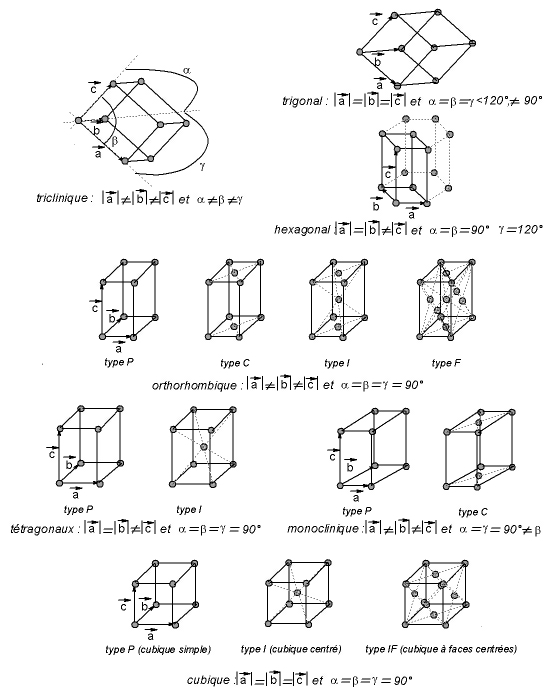 c
b
a
α
β
γ
triclinique : |a|≠|b|≠|c| et α≠β≠γ
c
b
a
trigonal : |a|=|b|=|c| et α=β=γ<120°,≠ 90°
c
b
a
hexagonal :|a|=|b|≠|c| et α=β=90° γ=120°
c
b
a
type P type C type I type F
orthorhombique : |a|≠|b|≠|c| et α=β=γ= 90°
c
b
a
type P type I
tétragonaux : |a|=|b|≠|c| et α=β=γ= 90°
c
b
a
type P type C
monoclinique : |a|≠|b|≠|c| et α=γ= 90°≠ β
c
b
a
type P (cubique simple) type I (cubique centré) type IF (cubique à faces centrées)
cubique :|a|=|b|=|c| et α=β=γ= 90°